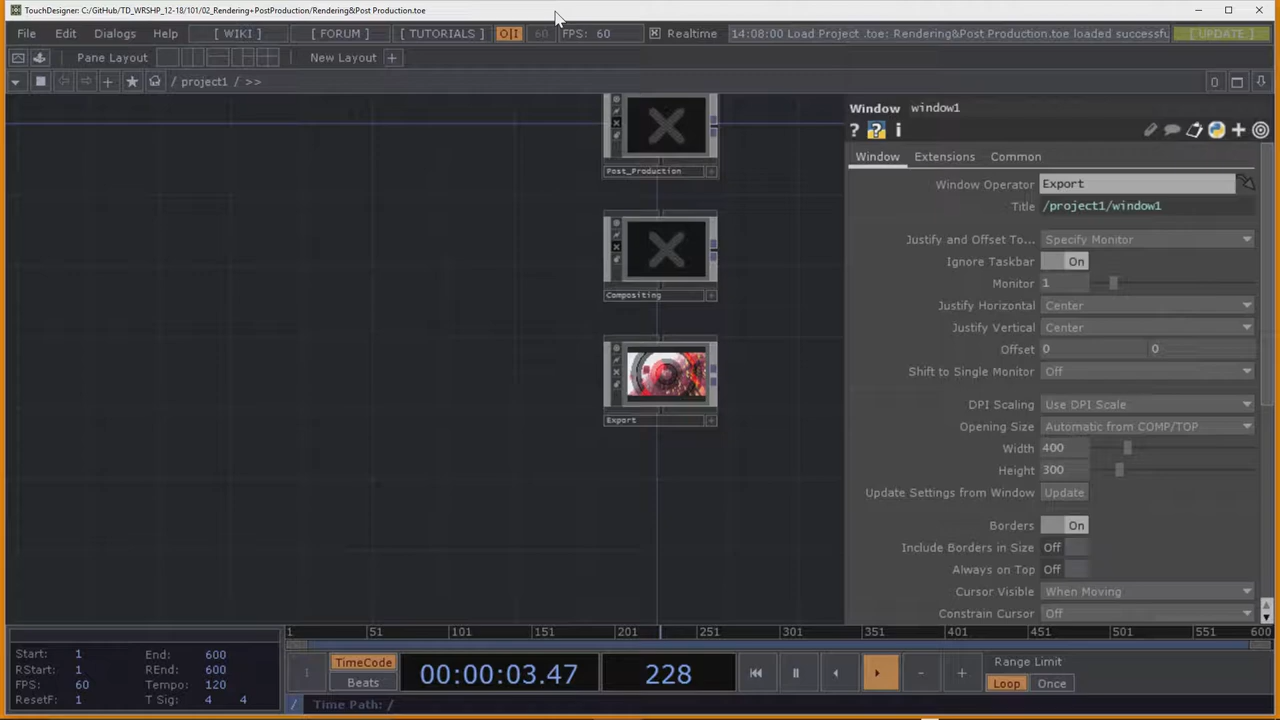 TouchDesigner: C:/GitHub/TD_WRSHP_12-18/101/02_Rendering+PostProduction/Rendering&Post Production.toe
File Edit Dialogs Help [ WIKI ] [ FORUM ] [ TUTORIALS ] O|I 60 FPS: 60 Realtime 14:08:00 Load Project .toe: Rendering&Post Production.toe loaded successfu [ UPDATE ]
Pane Layout New Layout +
/ project1 / >> 0
Window window1
? ? i
Window Extensions Common
Post_Production
Compositing
Export
Window Operator Export
Title /project1/window1
Justify and Offset To... Specify Monitor
Ignore Taskbar On
Monitor 1
Justify Horizontal Center
Justify Vertical Center
Offset 0 0
Shift to Single Monitor Off
DPI Scaling Use DPI Scale
Opening Size Automatic from COMP/TOP
Width 400
Height 300
Update Settings from Window Update
Borders On
Include Borders in Size Off
Always on Top Off
Cursor Visible When Moving
Constrain Cursor Off
1 51 101 151 201 251 301 351 401 451 501 551 600
Start: 1 End: 600
RStart: 1 REnd: 600
FPS: 60 Tempo: 120
ResetF: 1 T Sig: 4 4
TimeCode
Beats
00:00:03.47
228
Range Limit
Loop Once
/ Time Path: /